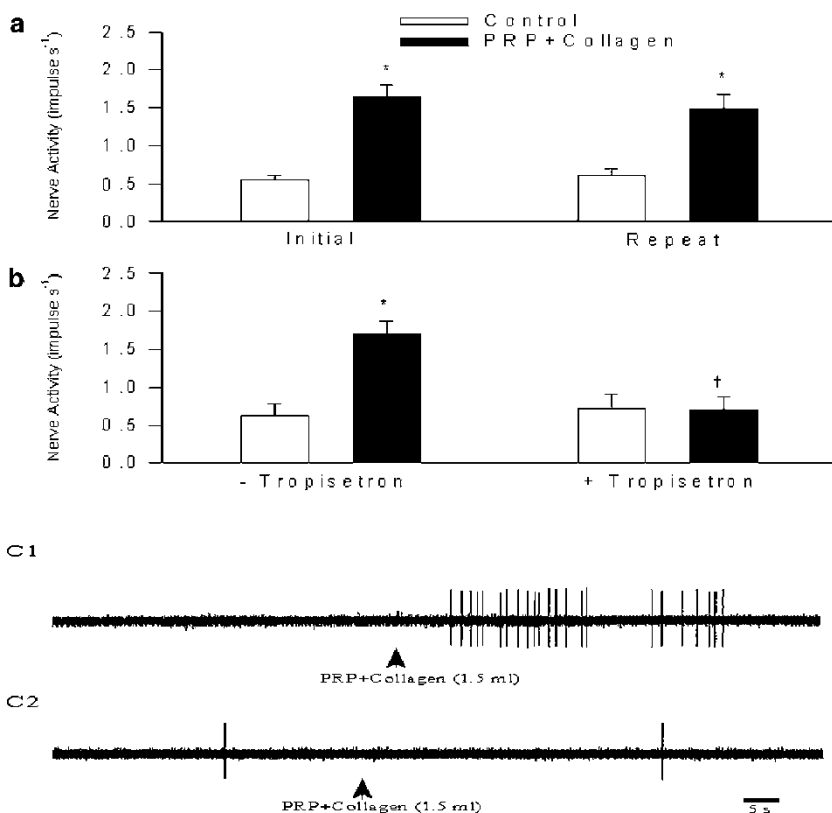 a
Control
PRP+Collagen
Nerve Activity (impulse s-1)
2.5
2.0
1.5
1.0
0.5
0.0
*
*
Initial
Repeat
b
Nerve Activity (impulse s-1)
2.5
2.0
1.5
1.0
0.5
0.0
*
†
- Tropisetron
+ Tropisetron
C1
PRP+Collagen (1.5 ml)
C2
PRP+Collagen (1.5 ml)
5 s